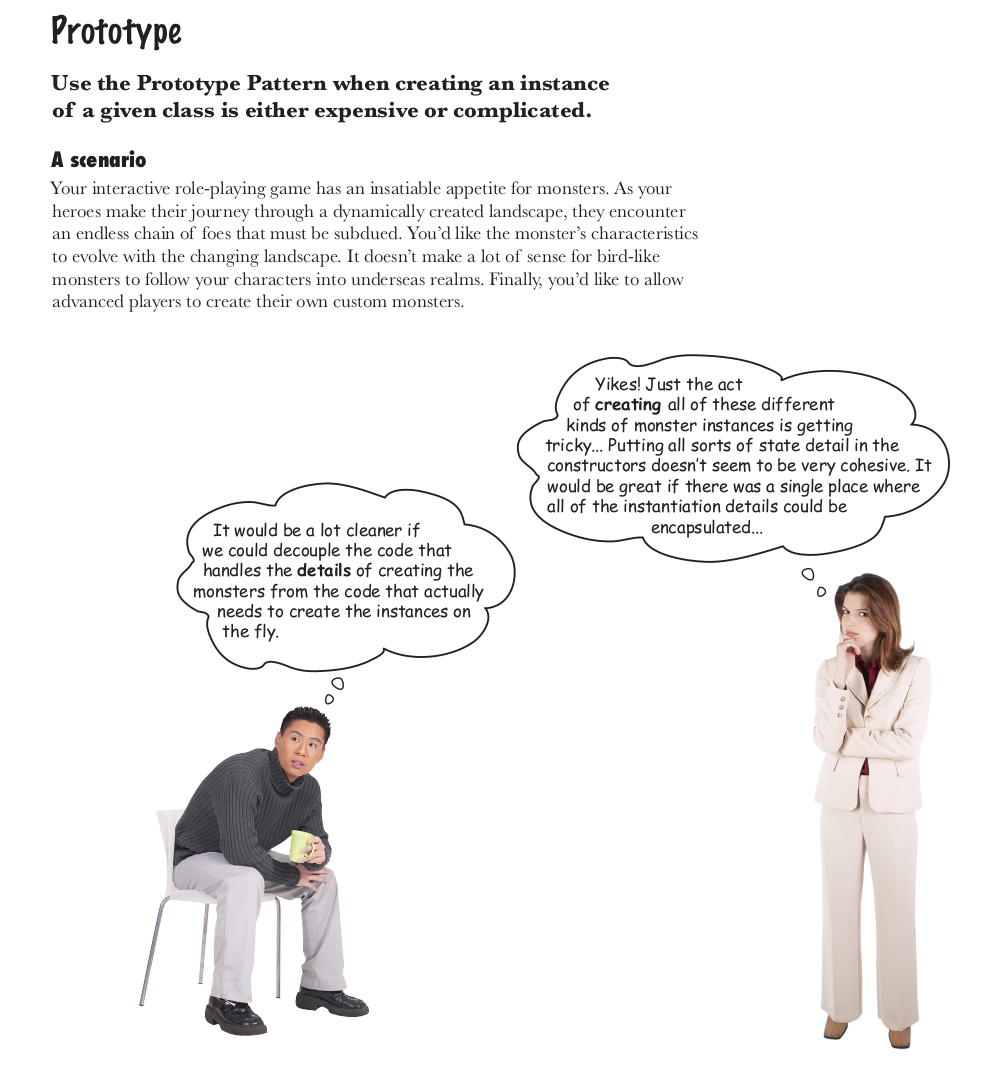 Prototype
Use the Prototype Pattern when creating an instance
of a given class is either expensive or complicated.
A scenario
Your interactive role-playing game has an insatiable appetite for monsters. As your
heroes make their journey through a dynamically created landscape, they encounter
an endless chain of foes that must be subdued. You’d like the monster’s characteristics
to evolve with the changing landscape. It doesn’t make a lot of sense for bird-like
monsters to follow your characters into underseas realms. Finally, you’d like to allow
advanced players to create their own custom monsters.
Yikes! Just the act
of creating all of these different
kinds of monster instances is getting
tricky... Putting all sorts of state detail in the
constructors doesn’t seem to be very cohesive. It
would be great if there was a single place where
all of the instantiation details could be
encapsulated...
It would be a lot cleaner if
we could decouple the code that
handles the details of creating the
monsters from the code that actually
needs to create the instances on
the fly.